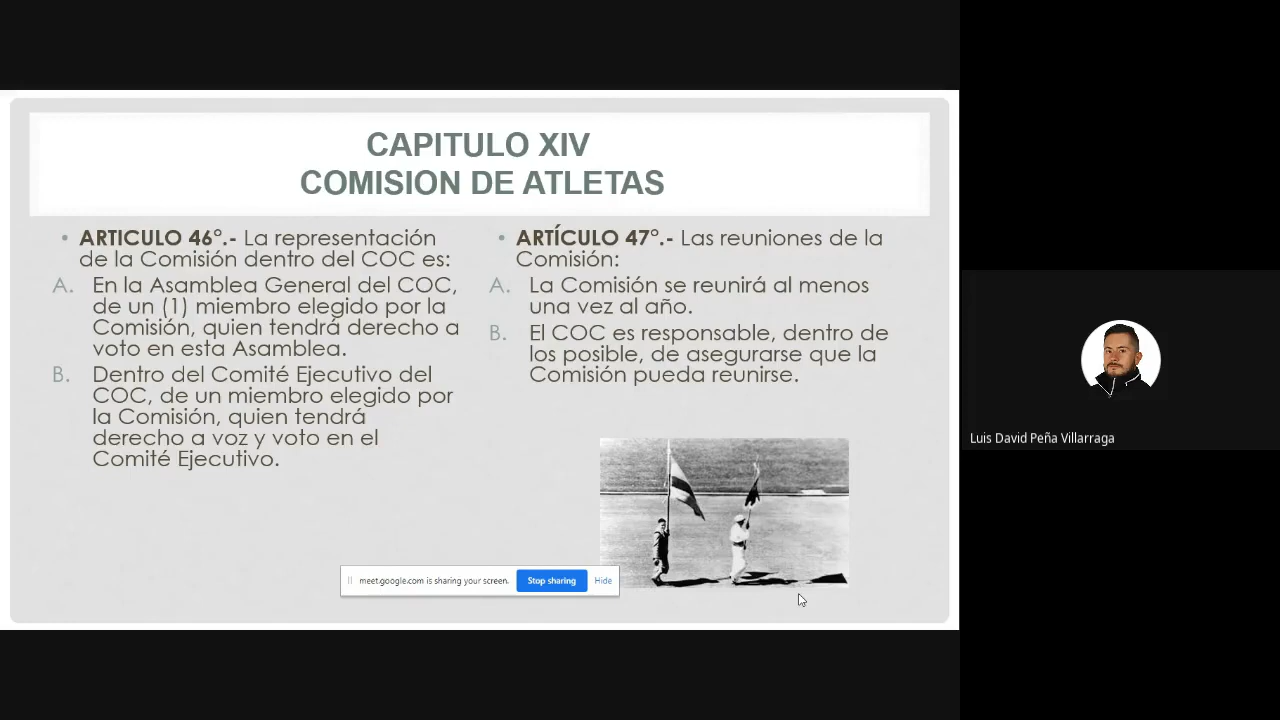 CAPITULO XIV
COMISION DE ATLETAS
• ARTICULO 46°.- La representación
de la Comisión dentro del COC es:
A. En la Asamblea General del COC,
de un (1) miembro elegido por la
Comisión, quien tendrá derecho a
voto en esta Asamblea.
B. Dentro del Comité Ejecutivo del
COC, de un miembro elegido por
la Comisión, quien tendrá
derecho a voz y voto en el
Comité Ejecutivo.
• ARTÍCULO 47°.- Las reuniones de la
Comisión:
A. La Comisión se reunirá al menos
una vez al año.
B. El COC es responsable, dentro de
los posible, de asegurarse que la
Comisión pueda reunirse.
meet.google.com is sharing your screen. Stop sharing Hide
Luis David Peña Villarraga